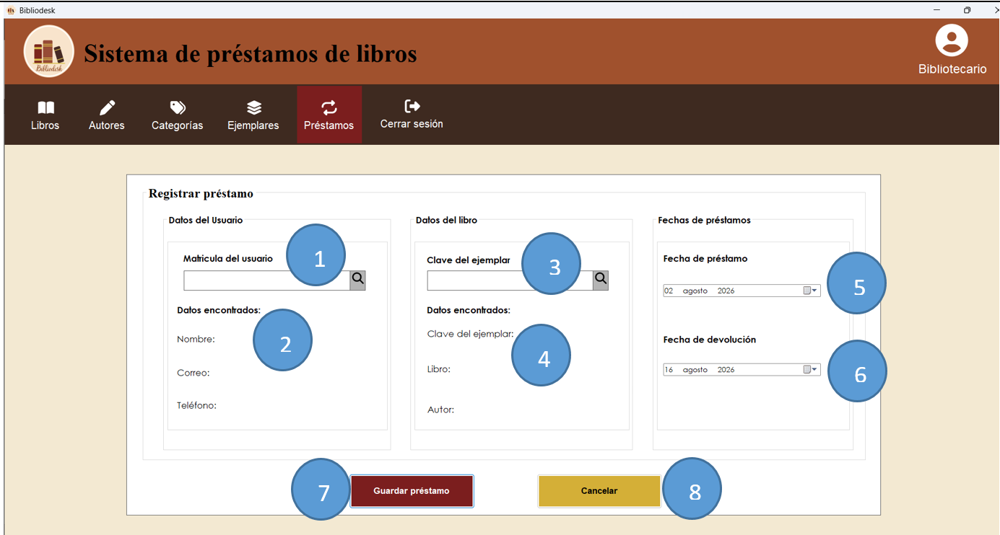 Bibliodesk
Bibliodesk
Sistema de préstamos de libros
Bibliotecario
Libros
Autores
Categorías
Ejemplares
Préstamos
Cerrar sesión
Registrar préstamo
Datos del Usuario
Matricula del usuario
1
Datos encontrados:
2
Nombre:
Correo:
Teléfono:
Datos del libro
Clave del ejemplar
3
Datos encontrados:
Clave del ejemplar:
4
Libro:
Autor:
Fechas de préstamos
Fecha de préstamo
02 agosto 2026
5
Fecha de devolución
16 agosto 2026
6
7
Guardar préstamo
Cancelar
8